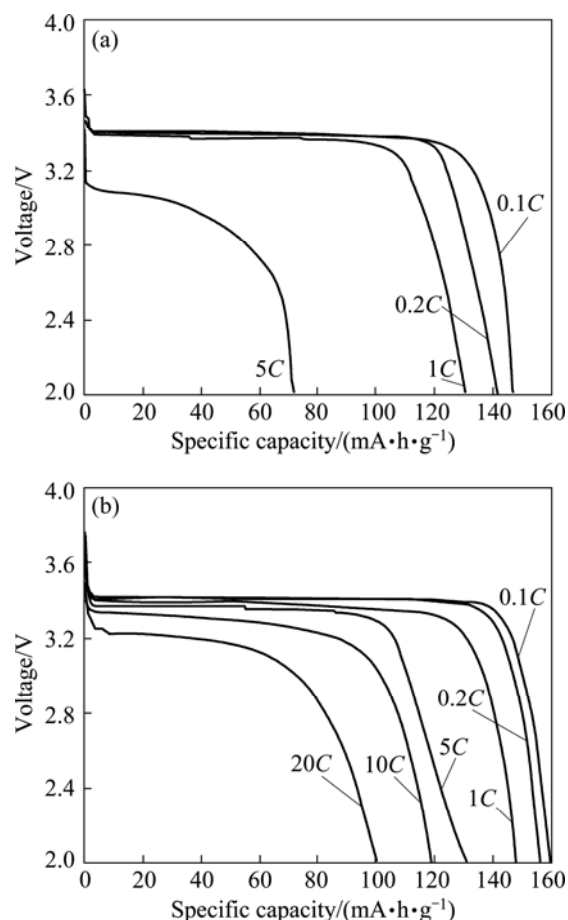 (a)
4.0
3.6
3.2
2.8
2.4
2.0
Voltage/V
0.1C
0.2C
1C
5C
0 20 40 60 80 100 120 140 160
Specific capacity/(mA•h•g⁻¹)
(b)
4.0
3.6
3.2
2.8
2.4
2.0
Voltage/V
0.1C
0.2C
1C
5C
10C
20C
0 20 40 60 80 100 120 140 160
Specific capacity/(mA•h•g⁻¹)